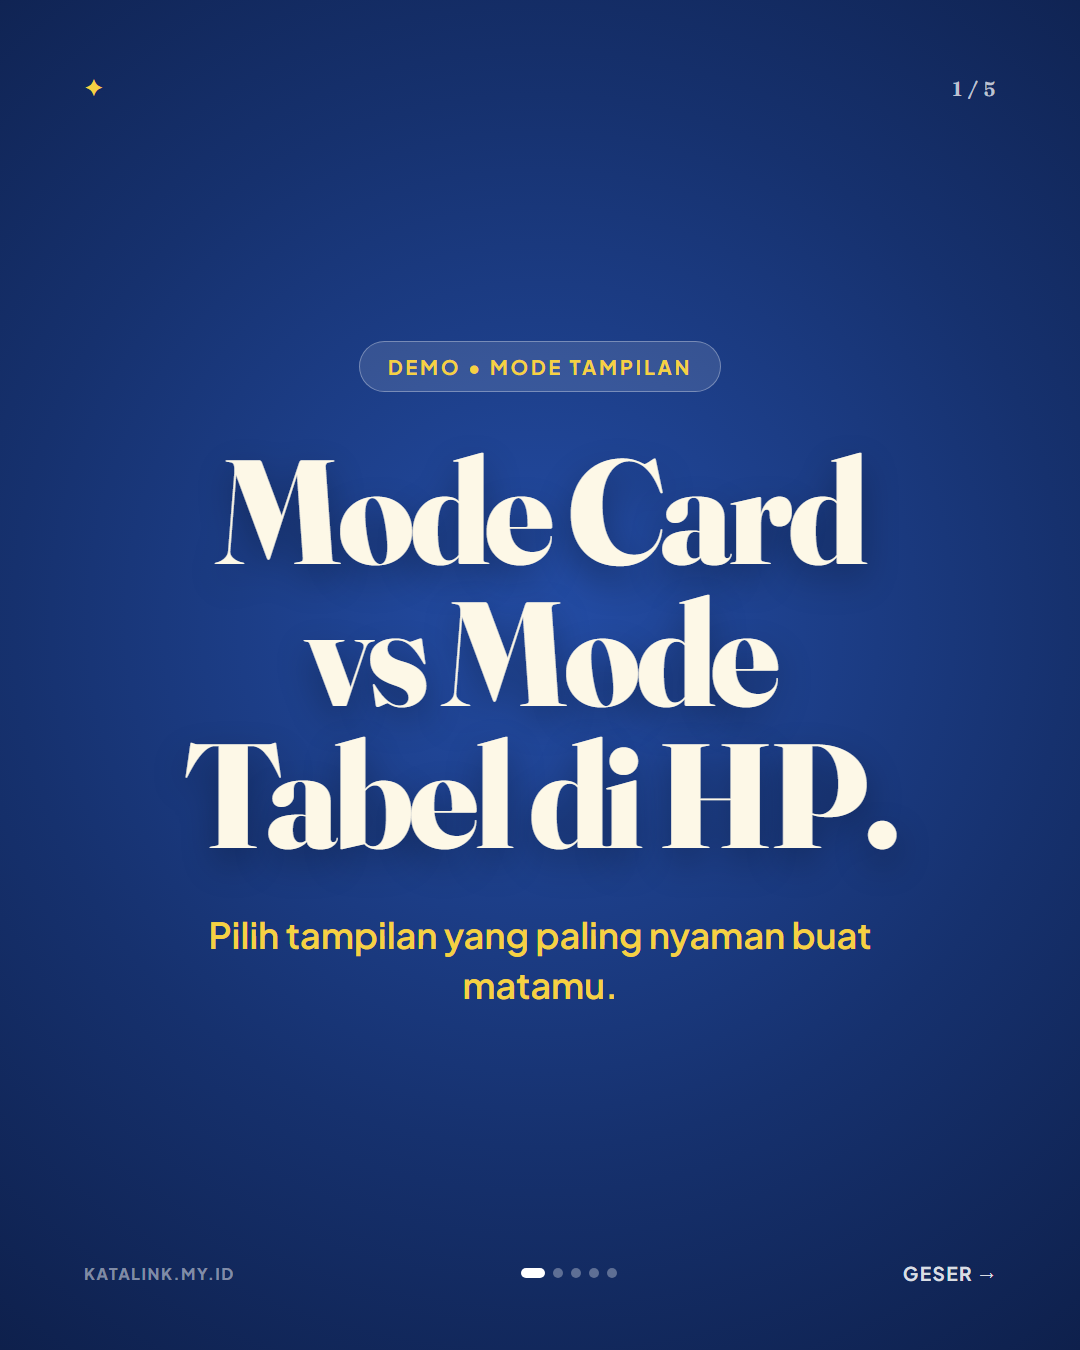 ✦
1 / 5
DEMO ● MODE TAMPILAN
Mode Card
vs Mode
Tabel di HP.
Pilih tampilan yang paling nyaman buat
matamu.
KATALINK.MY.ID
GESER →